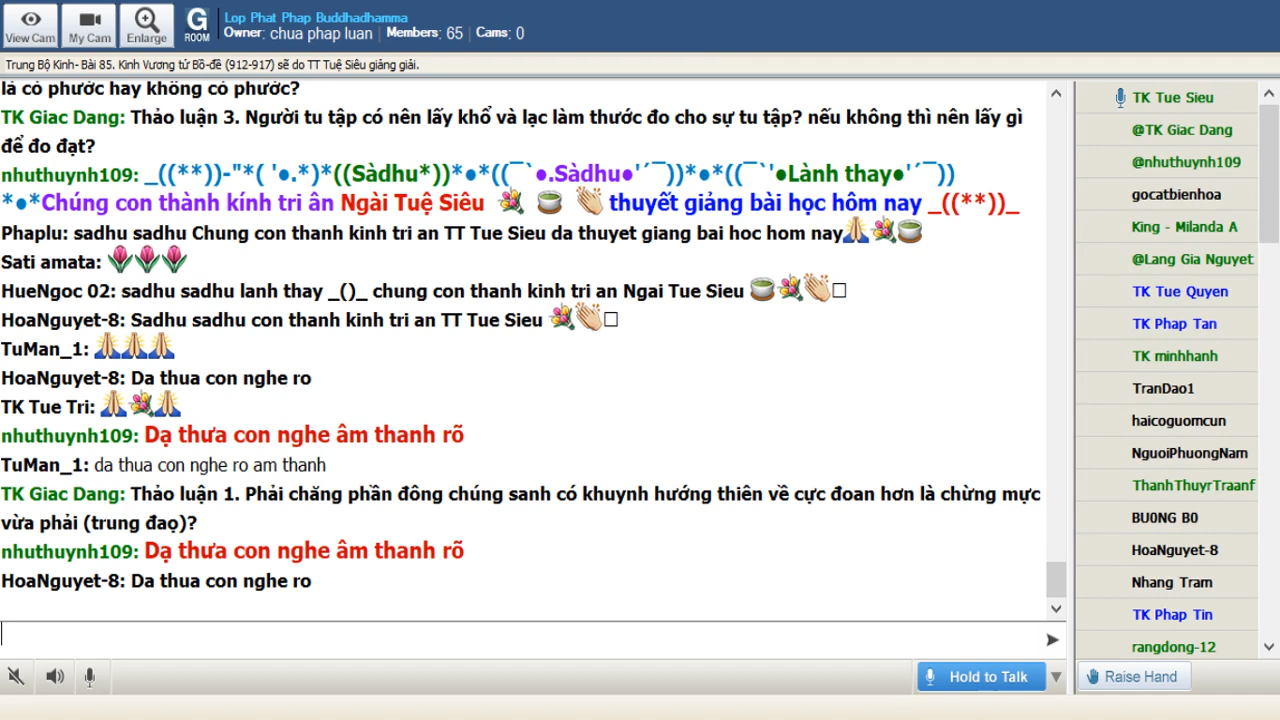 View Cam
My Cam
Enlarge
G
ROOM
Lop Phat Phap Buddhadhamma
Owner: chua phap luan | Members: 65 | Cams: 0
Trung Bộ Kinh- Bài 85. Kinh Vương tử Bồ-đề (912-917) sẽ do TT Tuệ Siêu giảng giải.
là có phước hay không có phước?
TK Giac Dang: Thảo luận 3. Người tu tập có nên lấy khổ và lạc làm thước đo cho sự tu tập? nếu không thì nên lấy gì
để đo đạt?
nhuthuynh109: _((**))-"*( '●.*)*((Sàdhu*))*●*((¯`●.Sàdhu●'´¯))*●*((¯`'●Lành thay●'´¯))
*●*Chúng con thành kính tri ân Ngài Tuệ Siêu 💐 🍵 👏 thuyết giảng bài học hôm nay _((**))_
Phaplu: sadhu sadhu Chung con thanh kinh tri an TT Tue Sieu da thuyet giang bai hoc hom nay🙏💐🍵
Sati amata: 🌷🌷🌷
HueNgoc 02: sadhu sadhu lanh thay _()_ chung con thanh kinh tri an Ngai Tue Sieu 🍵💐👏□
HoaNguyet-8: Sadhu sadhu con thanh kinh tri an TT Tue Sieu 💐👏□
TuMan_1: 🙏🙏🙏
HoaNguyet-8: Da thua con nghe ro
TK Tue Tri: 🙏💐🙏
nhuthuynh109: Dạ thưa con nghe âm thanh rõ
TuMan_1: da thua con nghe ro am thanh
TK Giac Dang: Thảo luận 1. Phải chăng phần đông chúng sanh có khuynh hướng thiên về cực đoan hơn là chừng mực
vừa phải (trung đạo)?
nhuthuynh109: Dạ thưa con nghe âm thanh rõ
HoaNguyet-8: Da thua con nghe ro
TK Tue Sieu
@TK Giac Dang
@nhuthuynh109
gocatbienhoa
King - Milanda A
@Lang Gia Nguyet
TK Tue Quyen
TK Phap Tan
TK minhhanh
TranDao1
haicoguomcun
NguoiPhuongNam
ThanhThuyrTraanf
BU0NG B0
HoaNguyet-8
Nhang Tram
TK Phap Tin
rangdong-12
Hold to Talk
Raise Hand